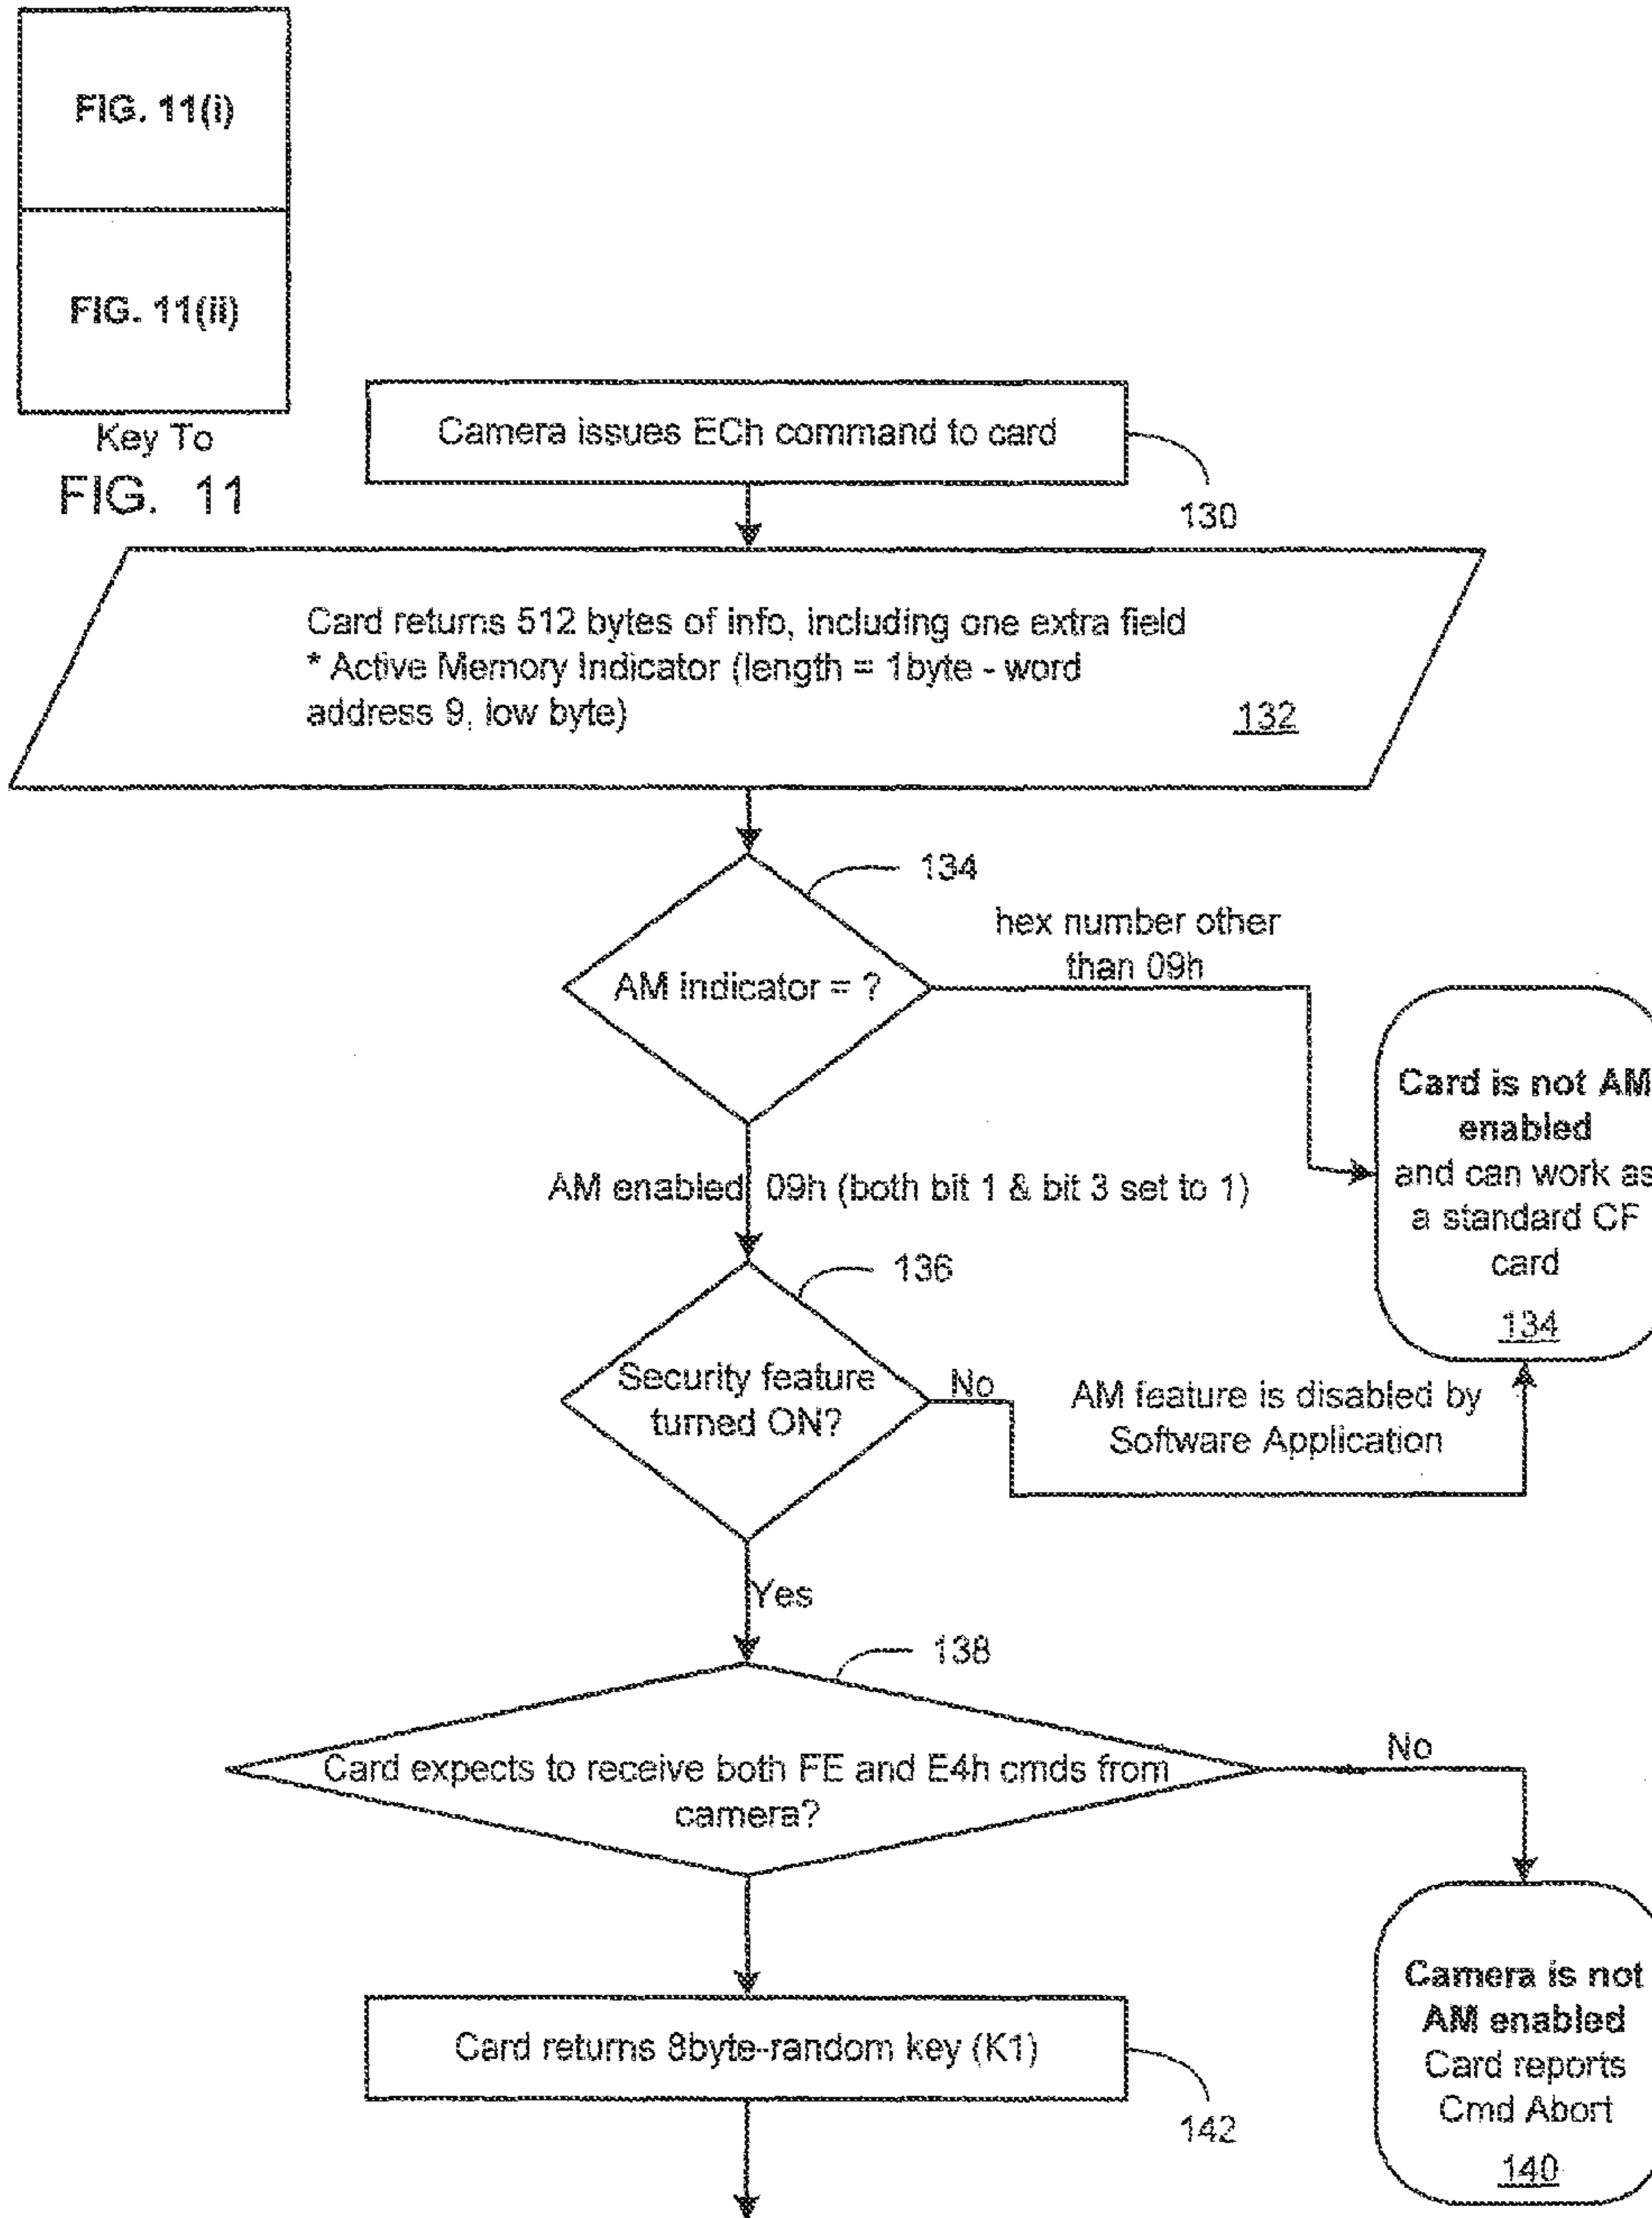 FIG. 11(i)
FIG. 11(ii)
Key To
FIG. 11
Camera issues ECh command to card
130
Card returns 512 bytes of info, including one extra field
* Active Memory Indicator (length = 1byte - word
address 9, low byte)
132
134
AM indicator = ?
hex number other
than 09h
Card is not AM
enabled
and can work as
a standard CF
card
134
AM enabled 09h (both bit 1 & bit 3 set to 1)
136
Security feature
turned ON?
No
AM feature is disabled by
Software Application
Yes
138
Card expects to receive both FE and E4h cmds from
camera?
No
Camera is not
AM enabled
Card reports
Cmd Abort
140
Card returns 8byte-random key (K1)
142